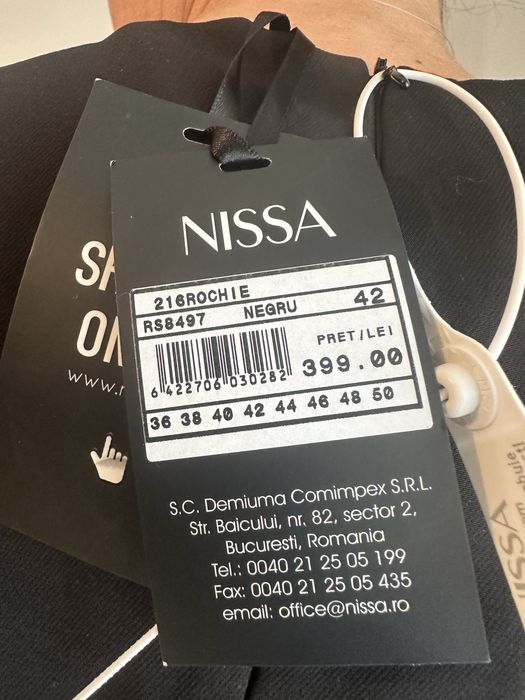 NISSA
216ROCHIE
RS8497 NEGRU 42
PRET/LEI
399.00
6 422706 030282
36 38 40 42 44 46 48 50
S.C. Demiuma Comimpex S.R.L.
Str. Baicului, nr. 82, sector 2,
Bucuresti, Romania
Tel.: 0040 21 25 05 199
Fax: 0040 21 25 05 435
email: office@nissa.ro